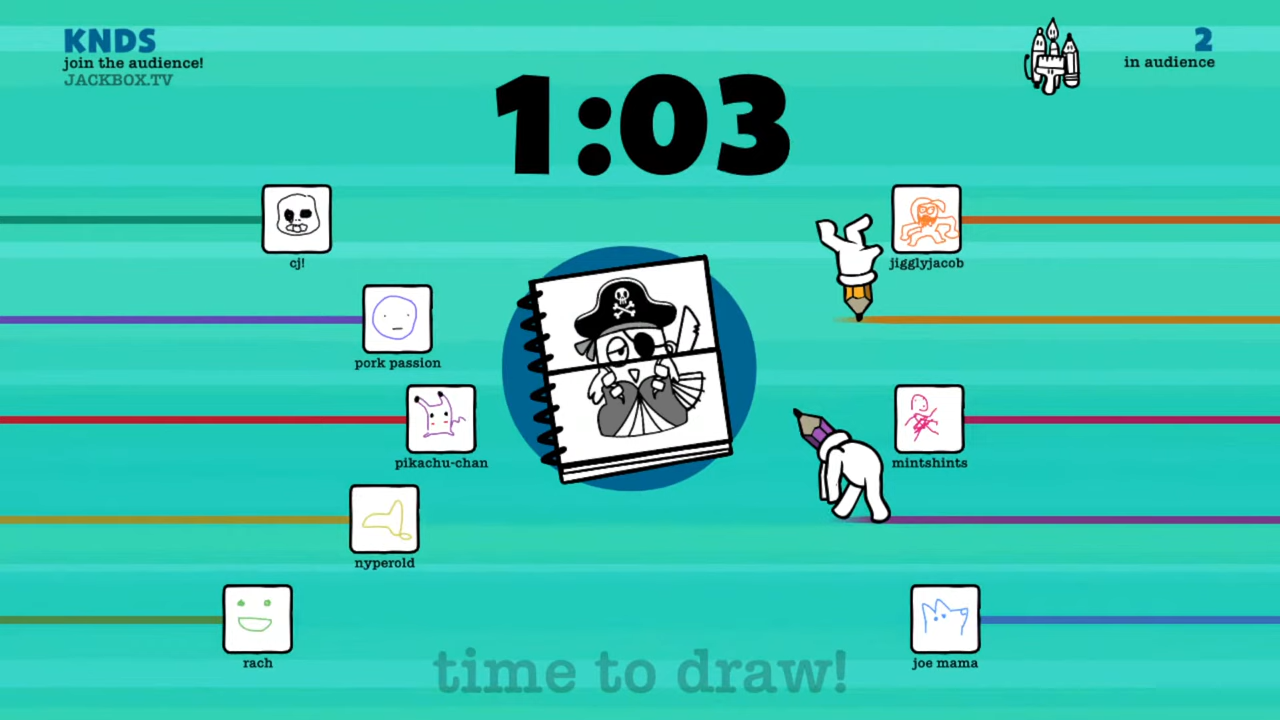 KNDS
join the audience!
JACKBOX.TV
2
in audience
1:03
cj!
jigglyjacob
pork passion
pikachu-chan
mintshints
nyperold
rach
joe mama
time to draw!